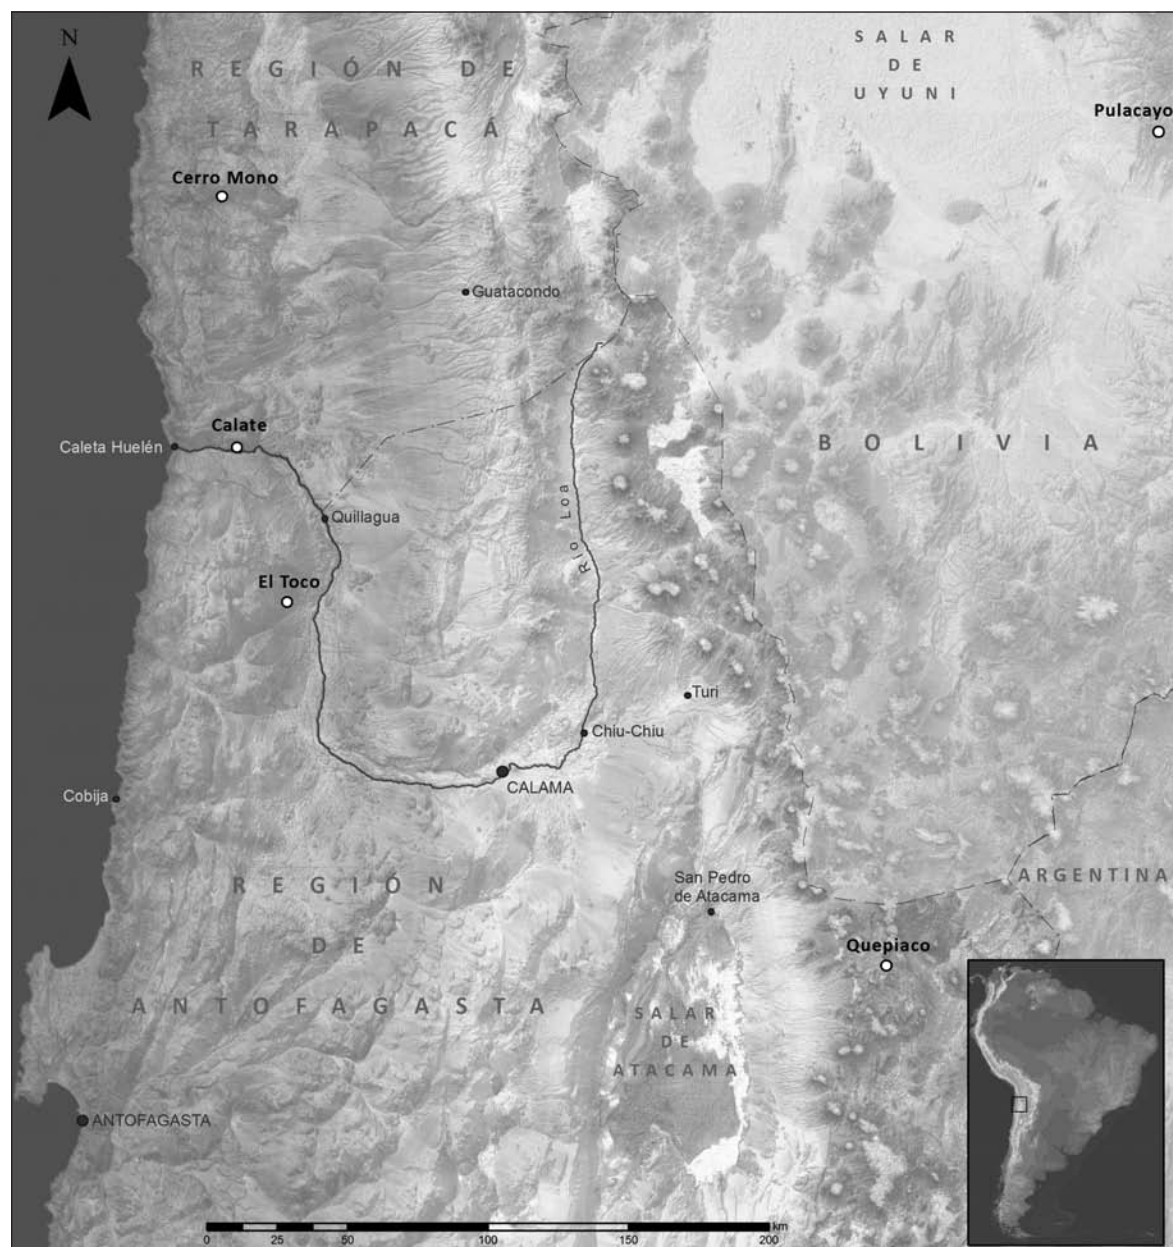 N
REGIÓN DE
TARAPACÁ
SALAR
DE
UYUNI
Pulacayo
Cerro Mono
Guatacondo
Calate
Caleta Huelén
BOLIVIA
Río Loa
Quillagua
El Toco
Turi
Chiu-Chiu
CALAMA
Cobija
REGIÓN
DE
ANTOFAGASTA
San Pedro
de Atacama
ARGENTINA
Quepiaco
SALAR
DE
ATACAMA
ANTOFAGASTA
km
0 25 50 100 150 200